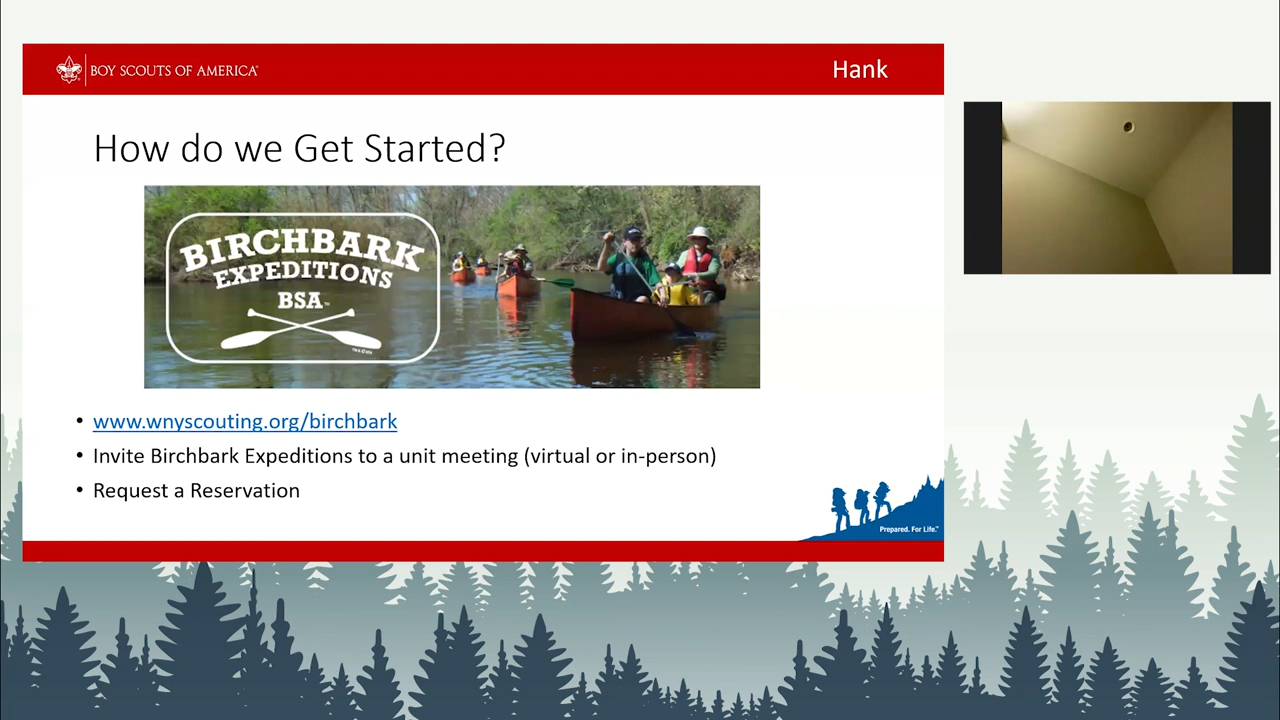 BOY SCOUTS OF AMERICA
Hank
How do we Get Started?
BIRCHBARK
EXPEDITIONS
BSA
• www.wnyscouting.org/birchbark
• Invite Birchbark Expeditions to a unit meeting (virtual or in-person)
• Request a Reservation
Prepared. For Life.™